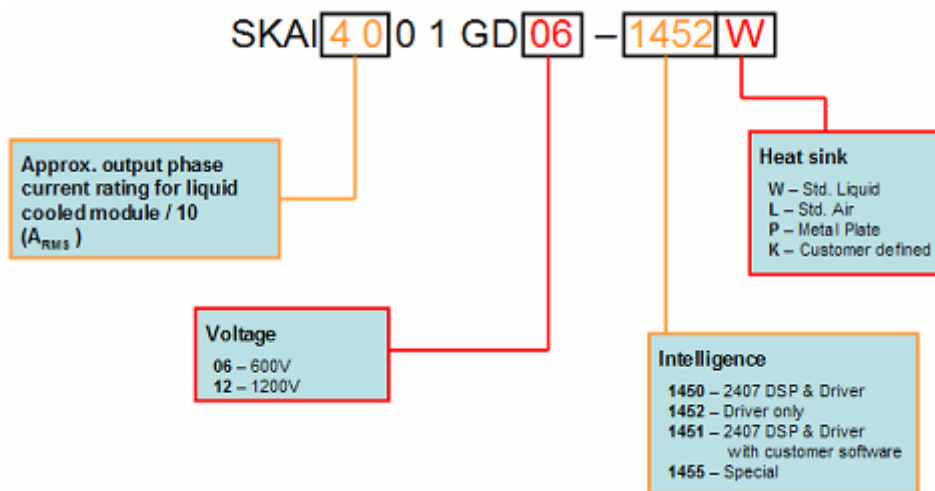 SKAI 4 0 0 1 GD 06 – 1452 W
Approx. output phase
current rating for liquid
cooled module / 10
(ARMS )
Heat sink
W – Std. Liquid
L – Std. Air
P – Metal Plate
K – Customer defined
Voltage
06 – 600V
12 – 1200V
Intelligence
1450 – 2407 DSP & Driver
1452 – Driver only
1451 – 2407 DSP & Driver
with customer software
1455 – Special